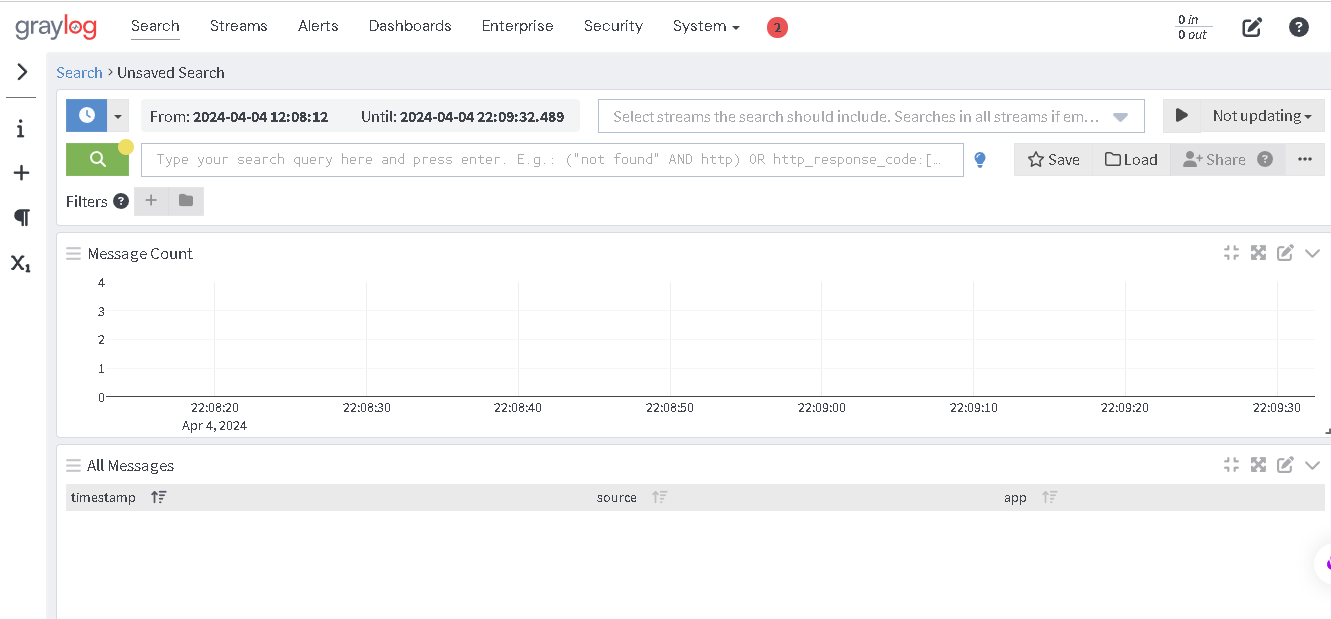 graylog Search Streams Alerts Dashboards Enterprise Security System 2 0 in
0 out ?
Search > Unsaved Search
From: 2024-04-04 12:08:12 Until: 2024-04-04 22:09:32.489 Select streams the search should include. Searches in all streams if em... Not updating
Type your search query here and press enter. E.g.: ("not found" AND http) OR http_response_code:[… Save Load Share ? ...
Filters ? +
Message Count
4
3
2
1
0
22:08:20 22:08:30 22:08:40 22:08:50 22:09:00 22:09:10 22:09:20 22:09:30
Apr 4, 2024
All Messages
timestamp source app
i
+
¶
X₁